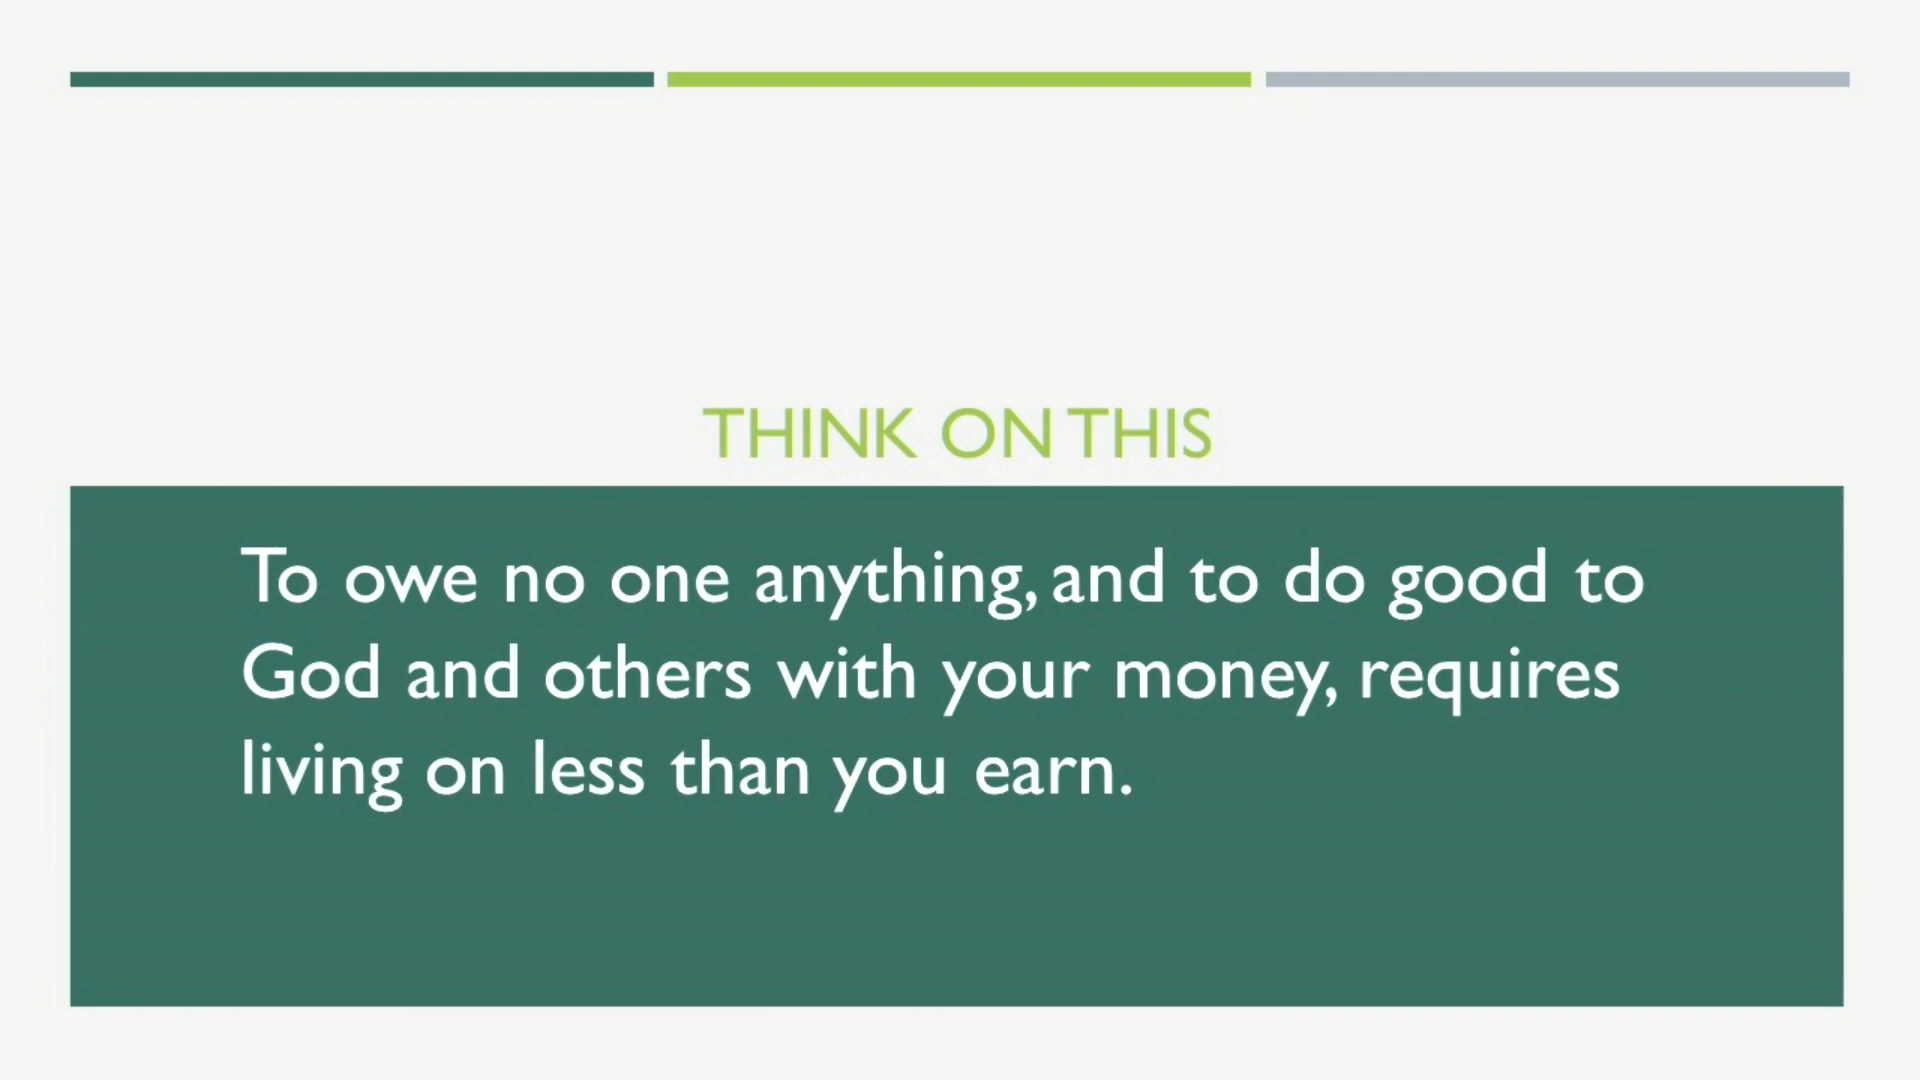 THINK ON THIS
To owe no one anything, and to do good to
God and others with your money, requires
living on less than you earn.